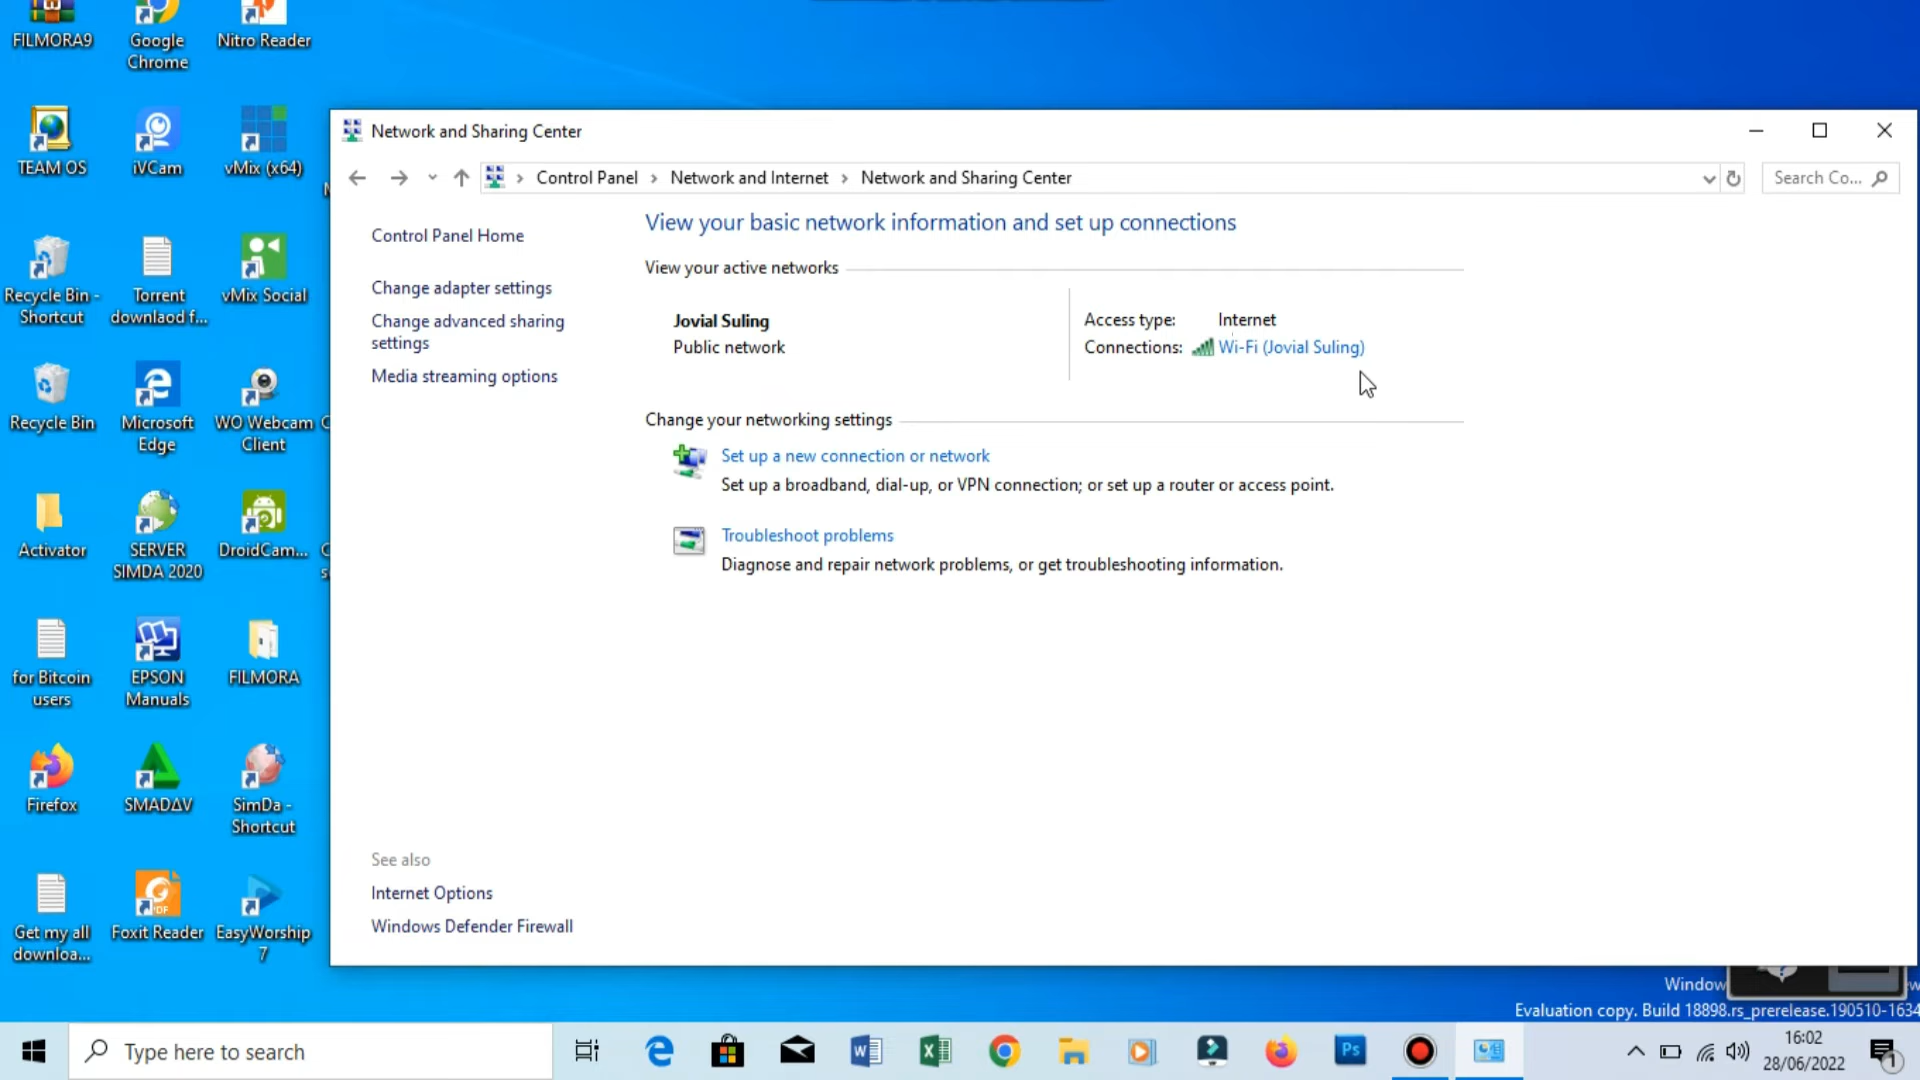 FILMORA9
Google
Chrome
Nitro Reader
TEAM OS
iVCam
vMix (x64)
Recycle Bin -
Shortcut
Torrent
downlaod f...
vMix Social
Recycle Bin
Microsoft
Edge
WO Webcam
Client
Activator
SERVER
SIMDA 2020
DroidCam...
for Bitcoin
users
EPSON
Manuals
FILMORA
Firefox
SMADΔV
SimDa -
Shortcut
Get my all
downloa...
Foxit Reader
EasyWorship
7
Network and Sharing Center
Control Panel > Network and Internet > Network and Sharing Center
Search Co...
Control Panel Home
Change adapter settings
Change advanced sharing
settings
Media streaming options
View your basic network information and set up connections
View your active networks
Jovial Suling
Public network
Access type: Internet
Connections: Wi-Fi (Jovial Suling)
Change your networking settings
Set up a new connection or network
Set up a broadband, dial-up, or VPN connection; or set up a router or access point.
Troubleshoot problems
Diagnose and repair network problems, or get troubleshooting information.
See also
Internet Options
Windows Defender Firewall
Window
Evaluation copy. Build 18898.rs_prerelease.190510-1634
Type here to search
Ps
16:02
28/06/2022
1